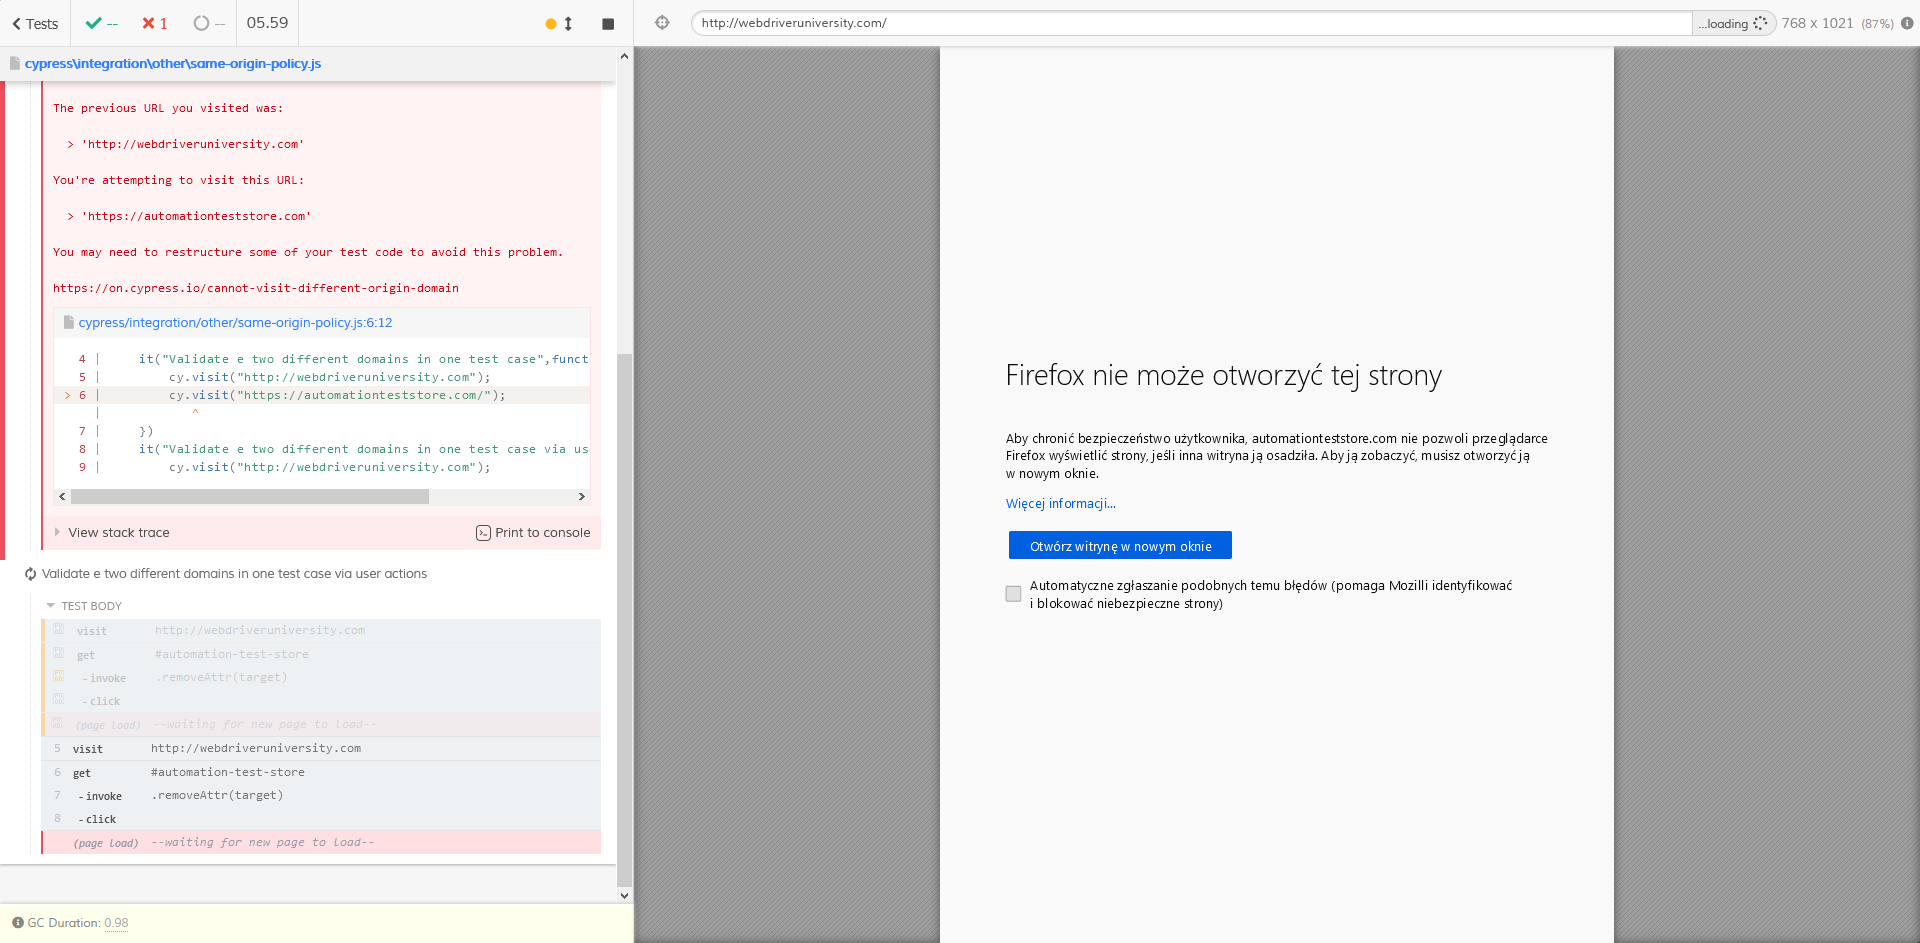 Tests
--
1
--
05.59
http://webdriveruniversity.com/
...loading
768 x 1021 (87%)
cypress\integration\other\same-origin-policy.js
The previous URL you visited was:
> 'http://webdriveruniversity.com'
You're attempting to visit this URL:
> 'https://automationteststore.com'
You may need to restructure some of your test code to avoid this problem.
https://on.cypress.io/cannot-visit-different-origin-domain
cypress/integration/other/same-origin-policy.js:6:12
4 | it("Validate e two different domains in one test case",funct
5 | cy.visit("http://webdriveruniversity.com");
> 6 | cy.visit("https://automationteststore.com/");
| ^
7 | })
8 | it("Validate e two different domains in one test case via us
9 | cy.visit("http://webdriveruniversity.com");
View stack trace
Print to console
Validate e two different domains in one test case via user actions
TEST BODY
visit http://webdriveruniversity.com
get #automation-test-store
-invoke .removeAttr(target)
-click
(page load) --waiting for new page to load--
5 visit http://webdriveruniversity.com
6 get #automation-test-store
7 -invoke .removeAttr(target)
8 -click
(page load) --waiting for new page to load--
GC Duration: 0.98
Firefox nie może otworzyć tej strony
Aby chronić bezpieczeństwo użytkownika, automationteststore.com nie pozwoli przeglądarce
Firefox wyświetlić strony, jeśli inna witryna ją osadziła. Aby ją zobaczyć, musisz otworzyć ją
w nowym oknie.
Więcej informacji...
Otwórz witrynę w nowym oknie
Automatyczne zgłaszanie podobnych temu błędów (pomaga Mozilli identyfikować
i blokować niebezpieczne strony)